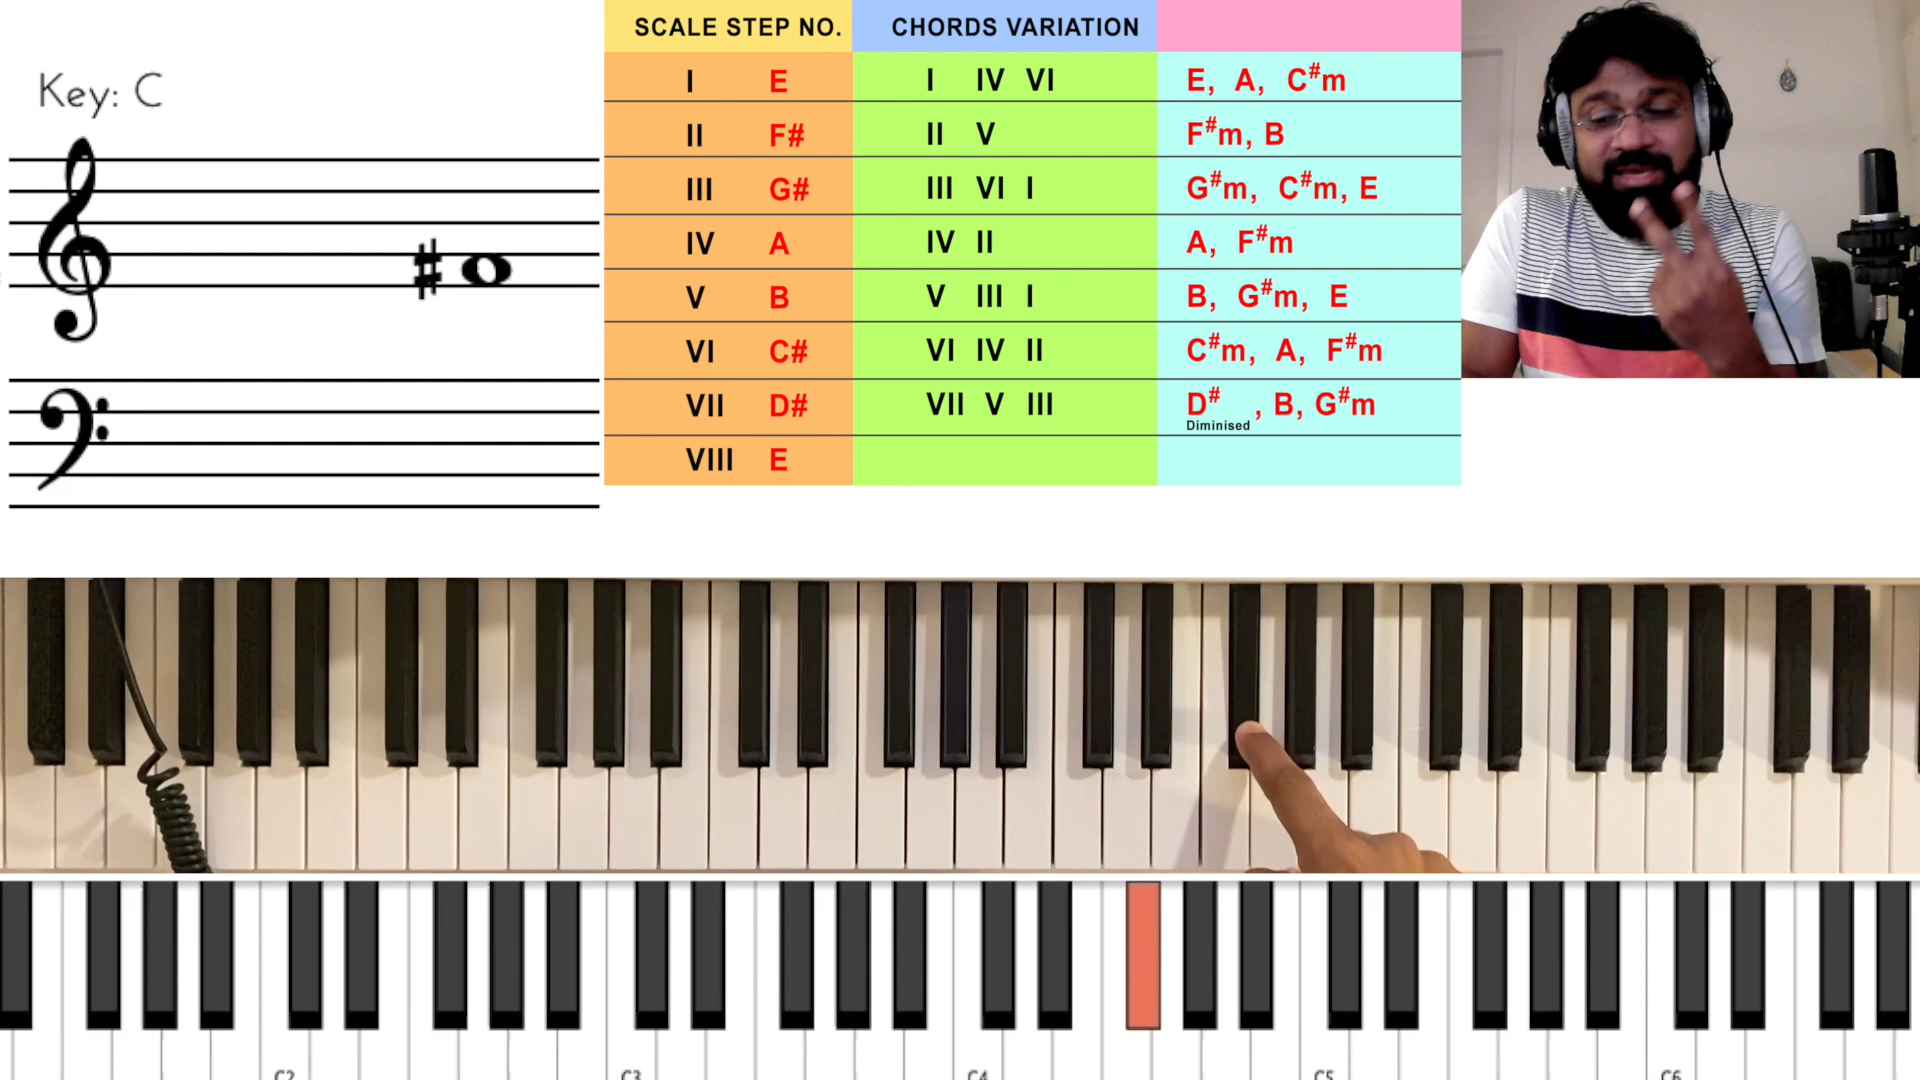 Key: C
SCALE STEP NO. CHORDS VARIATION
I E I IV VI E, A, C#m
II F# II V F#m, B
III G# III VI I G#m, C#m, E
IV A IV II A, F#m
V B V III I B, G#m, E
VI C# VI IV II C#m, A, F#m
VII D# VII V III D# , B, G#m
Diminised
VIII E
C2 C3 C4 C5 C6